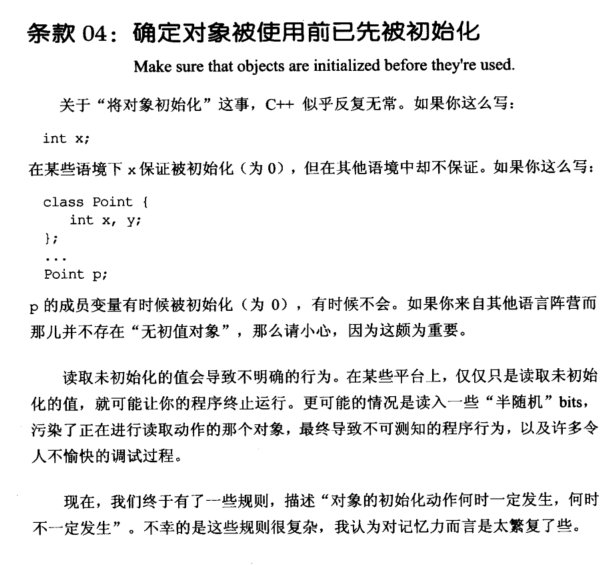 条款 04：确定对象被使用前已先被初始化
Make sure that objects are initialized before they're used.
关于“将对象初始化”这事，C++ 似乎反复无常。如果你这么写：
int x;
在某些语境下 x 保证被初始化（为 0），但在其他语境中却不保证。如果你这么写：
class Point {
int x, y;
};
...
Point p;
p 的成员变量有时候被初始化（为 0），有时候不会。如果你来自其他语言阵营而
那儿并不存在“无初值对象”，那么请小心，因为这颇为重要。
读取未初始化的值会导致不明确的行为。在某些平台上，仅仅只是读取未初始
化的值，就可能让你的程序终止运行。更可能的情况是读入一些“半随机”bits，
污染了正在进行读取动作的那个对象，最终导致不可测知的程序行为，以及许多令
人不愉快的调试过程。
现在，我们终于有了一些规则，描述“对象的初始化动作何时一定发生，何时
不一定发生”。不幸的是这些规则很复杂，我认为对记忆力而言是太繁复了些。